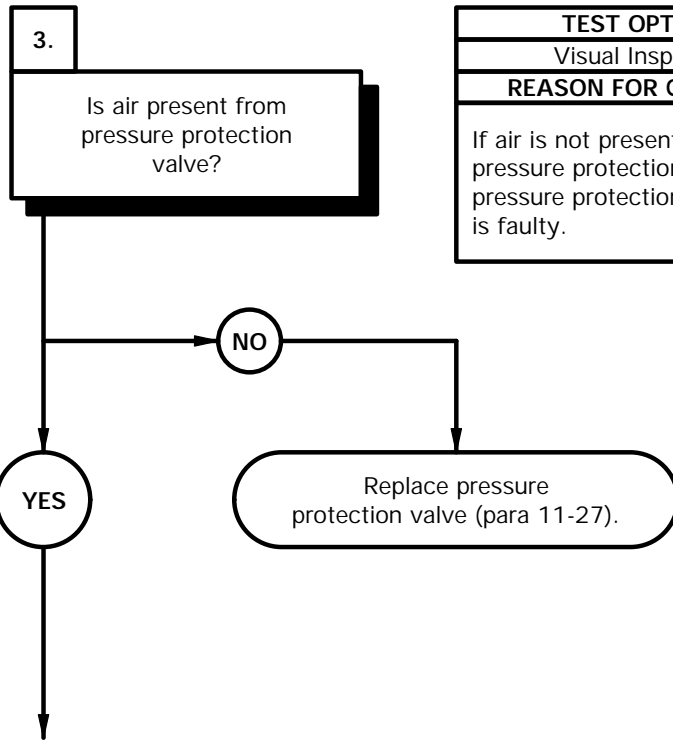 3.
Is air present from
pressure protection
valve?
TEST OPT
Visual Insp
REASON FOR
If air is not present
pressure protection
pressure protection
is faulty.
NO
YES
Replace pressure
protection valve (para 11-27).